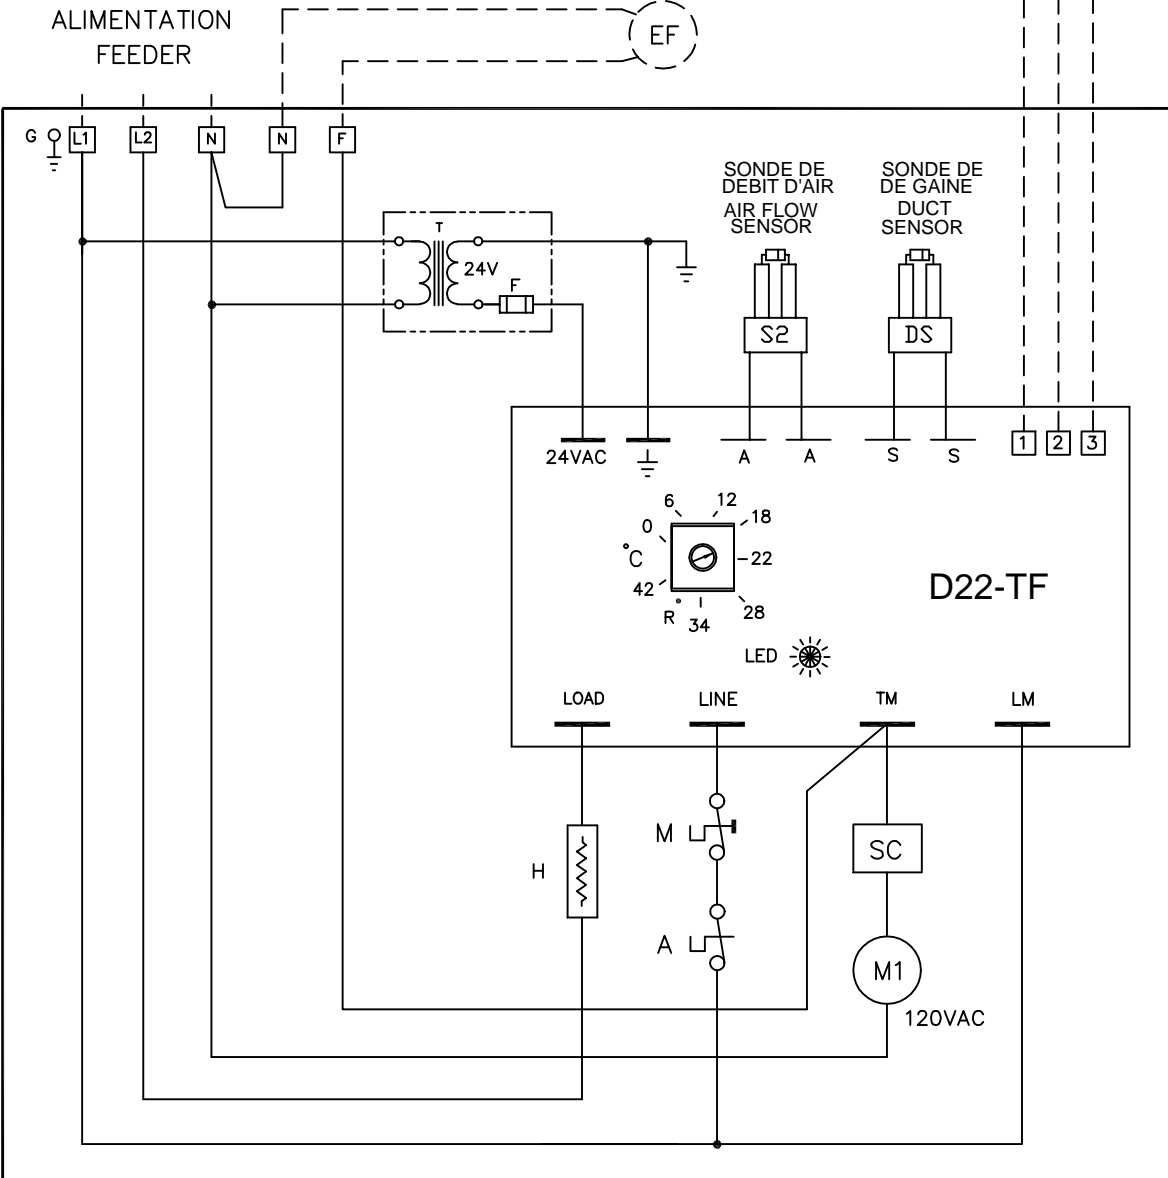 ALIMENTATION
FEEDER
EF
G
L1
L2
N
N
F
SONDE DE
DEBIT D'AIR
AIR FLOW
SENSOR
SONDE DE
DE GAINE
DUCT
SENSOR
T
24V
F
S2
DS
24VAC
A
A
S
S
1
2
3
6
12
0
18
°C
22
42
28
R°
34
D22-TF
LED
LOAD
LINE
TM
LM
M
SC
H
A
M1
120VAC